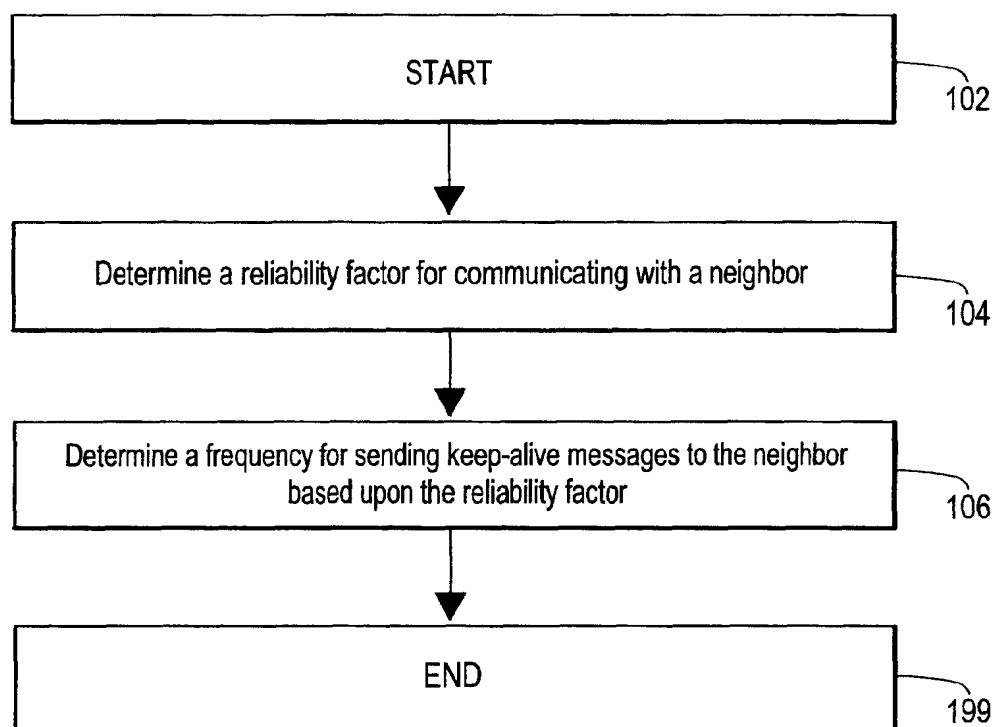 START
102
Determine a reliability factor for communicating with a neighbor
104
Determine a frequency for sending keep-alive messages to the neighbor
based upon the reliability factor
106
END
199